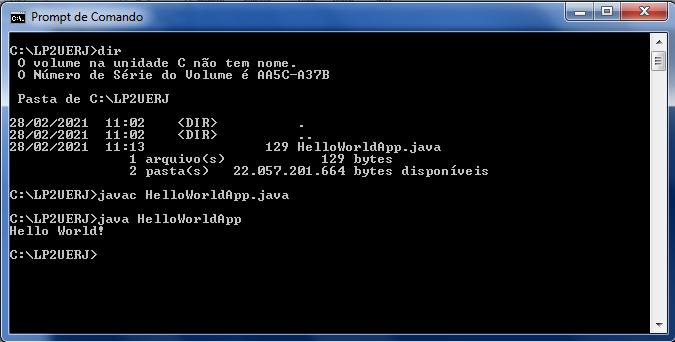 Prompt de Comando
C:\LP2UERJ>dir
O volume na unidade C não tem nome.
O Número de Série do Volume é AA5C-A37B
Pasta de C:\LP2UERJ
28/02/2021  11:02    <DIR>          .
28/02/2021  11:02    <DIR>          ..
28/02/2021  11:13               129 HelloWorldApp.java
1 arquivo(s)            129 bytes
2 pasta(s)   22.057.201.664 bytes disponíveis
C:\LP2UERJ>javac HelloWorldApp.java
C:\LP2UERJ>java HelloWorldApp
Hello World!
C:\LP2UERJ>